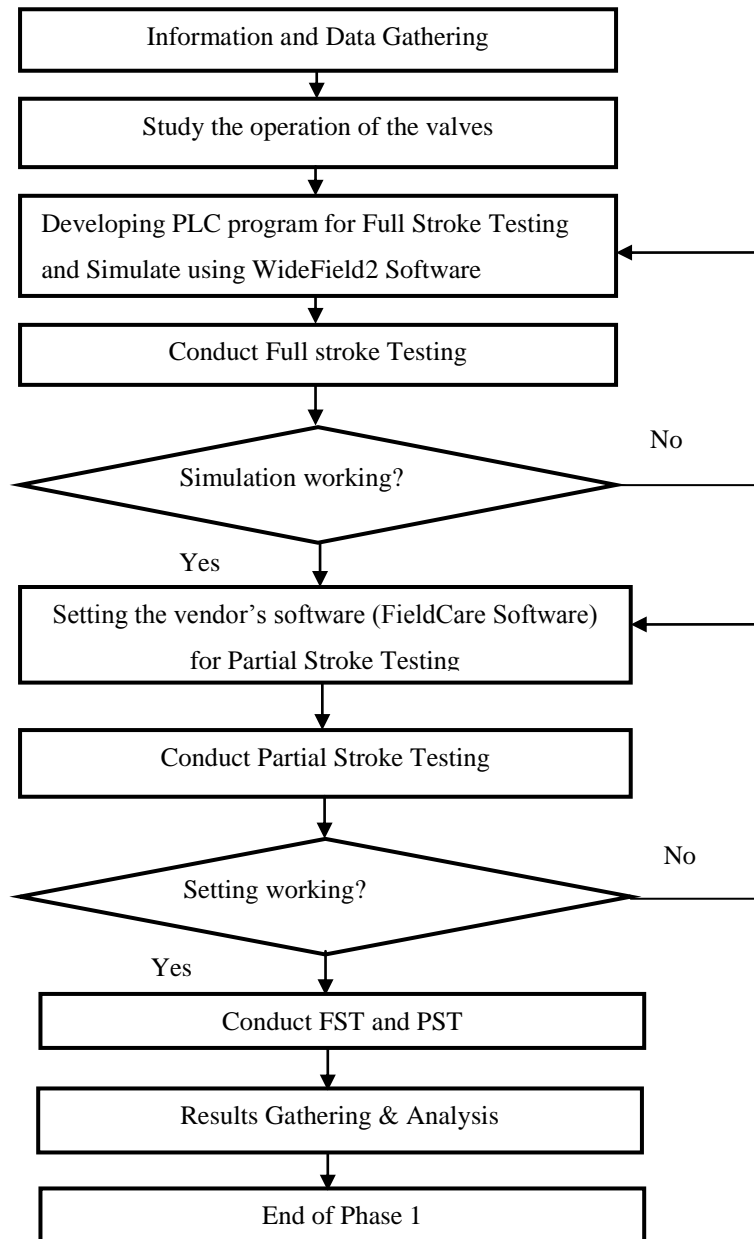 Information and Data Gathering
Study the operation of the valves
Developing PLC program for Full Stroke Testing
and Simulate using WideField2 Software
Conduct Full stroke Testing
No
Simulation working?
Yes
Setting the vendor's software (FieldCare Software)
for Partial Stroke Testing
Conduct Partial Stroke Testing
No
Setting working?
Yes
Conduct FST and PST
Results Gathering & Analysis
End of Phase 1